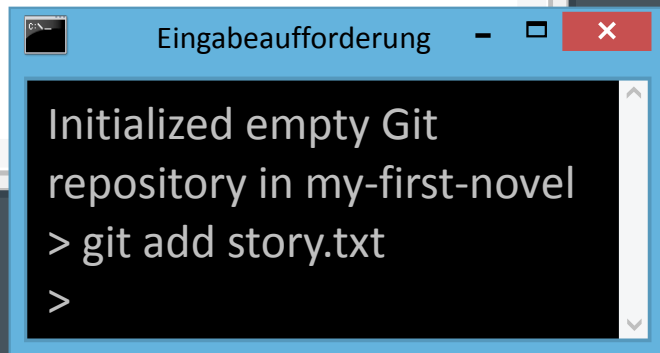 Eingabeaufforderung
Initialized empty Git
repository in my-first-novel
> git add story.txt
>